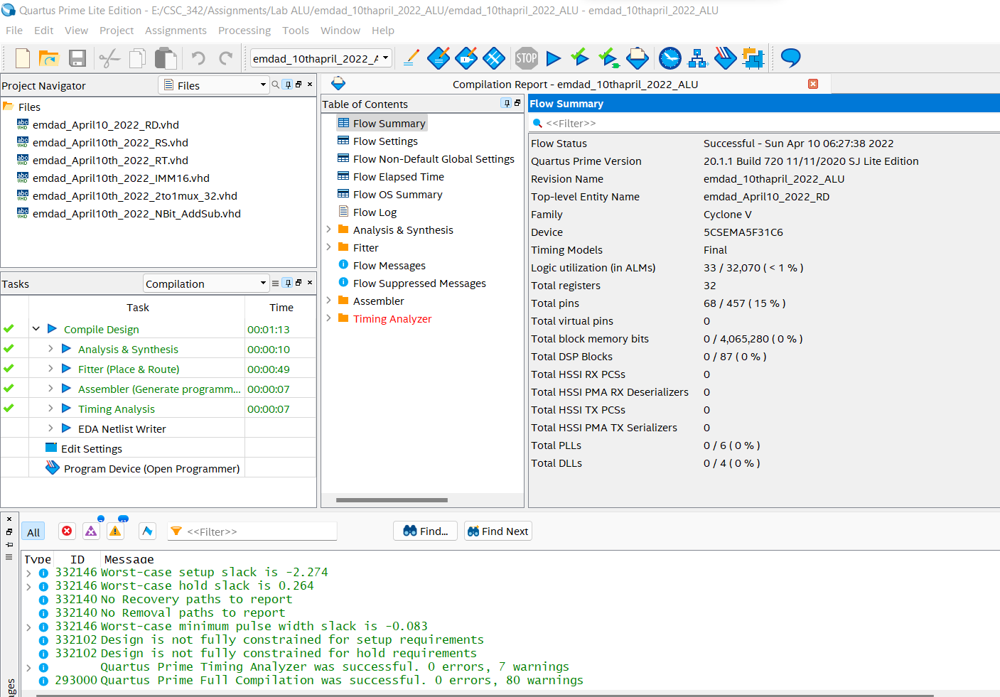 Quartus Prime Lite Edition - E:/CSC_342/Assignments/Lab ALU/emdad_10thapril_2022_ALU/emdad_10thapril_2022_ALU - emdad_10thapril_2022_ALU
File Edit View Project Assignments Processing Tools Window Help
emdad_10thapril_2022_A STOP
Project Navigator Files
Files
emdad_April10_2022_RD.vhd
emdad_April10th_2022_RS.vhd
emdad_April10th_2022_RT.vhd
emdad_April10th_2022_IMM16.vhd
emdad_April10th_2022_2to1mux_32.vhd
emdad_April10th_2022_NBit_AddSub.vhd
Tasks Compilation
Task Time
Compile Design 00:01:13
Analysis & Synthesis 00:00:10
Fitter (Place & Route) 00:00:49
Assembler (Generate programm... 00:00:07
Timing Analysis 00:00:07
EDA Netlist Writer
Edit Settings
Program Device (Open Programmer)
Compilation Report - emdad_10thapril_2022_ALU
Table of Contents
Flow Summary
Flow Settings
Flow Non-Default Global Settings
Flow Elapsed Time
Flow OS Summary
Flow Log
Analysis & Synthesis
Fitter
Flow Messages
Flow Suppressed Messages
Assembler
Timing Analyzer
Flow Summary
<<Filter>>
Flow Status Successful - Sun Apr 10 06:27:38 2022
Quartus Prime Version 20.1.1 Build 720 11/11/2020 SJ Lite Edition
Revision Name emdad_10thapril_2022_ALU
Top-level Entity Name emdad_April10_2022_RD
Family Cyclone V
Device 5CSEMA5F31C6
Timing Models Final
Logic utilization (in ALMs) 33 / 32,070 ( < 1 % )
Total registers 32
Total pins 68 / 457 ( 15 % )
Total virtual pins 0
Total block memory bits 0 / 4,065,280 ( 0 % )
Total DSP Blocks 0 / 87 ( 0 % )
Total HSSI RX PCSs 0
Total HSSI PMA RX Deserializers 0
Total HSSI TX PCSs 0
Total HSSI PMA TX Serializers 0
Total PLLs 0 / 6 ( 0 % )
Total DLLs 0 / 4 ( 0 % )
All <<Filter>> Find... Find Next
Type ID Message
332146 Worst-case setup slack is -2.274
332146 Worst-case hold slack is 0.264
332140 No Recovery paths to report
332140 No Removal paths to report
332146 Worst-case minimum pulse width slack is -0.083
332102 Design is not fully constrained for setup requirements
332102 Design is not fully constrained for hold requirements
Quartus Prime Timing Analyzer was successful. 0 errors, 7 warnings
293000 Quartus Prime Full Compilation was successful. 0 errors, 80 warnings